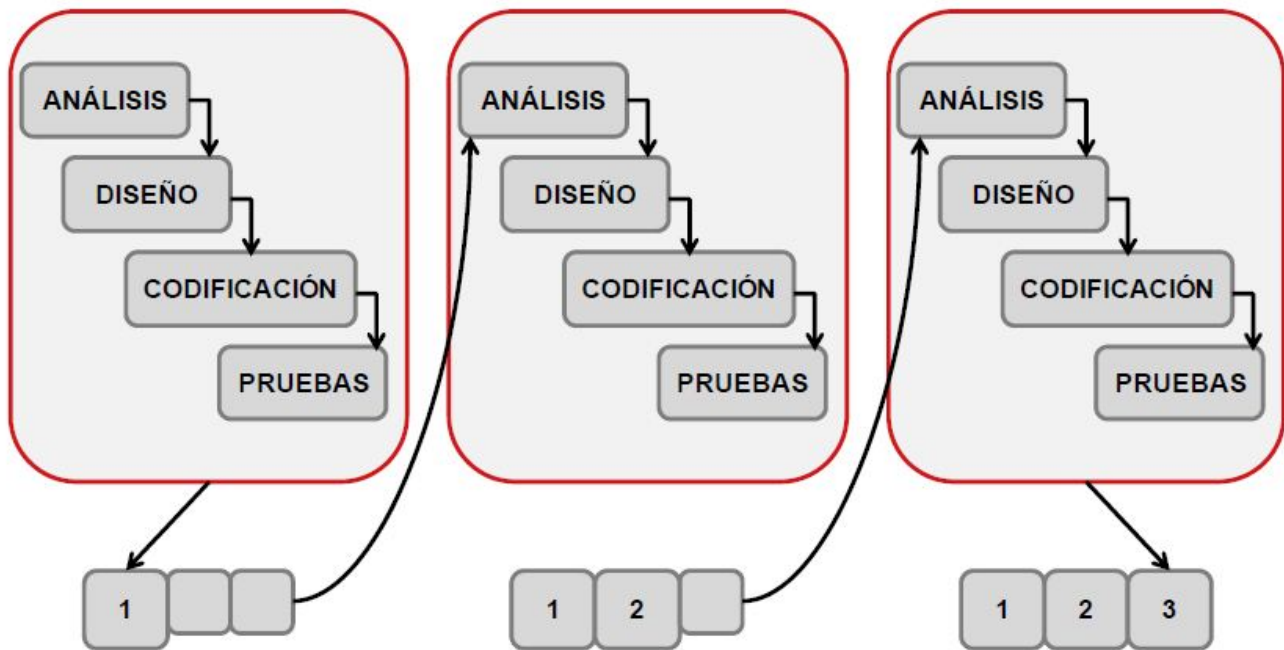 ANÁLISIS
DISEÑO
CODIFICACIÓN
PRUEBAS
1
ANÁLISIS
DISEÑO
CODIFICACIÓN
PRUEBAS
1 2
ANÁLISIS
DISEÑO
CODIFICACIÓN
PRUEBAS
1 2 3